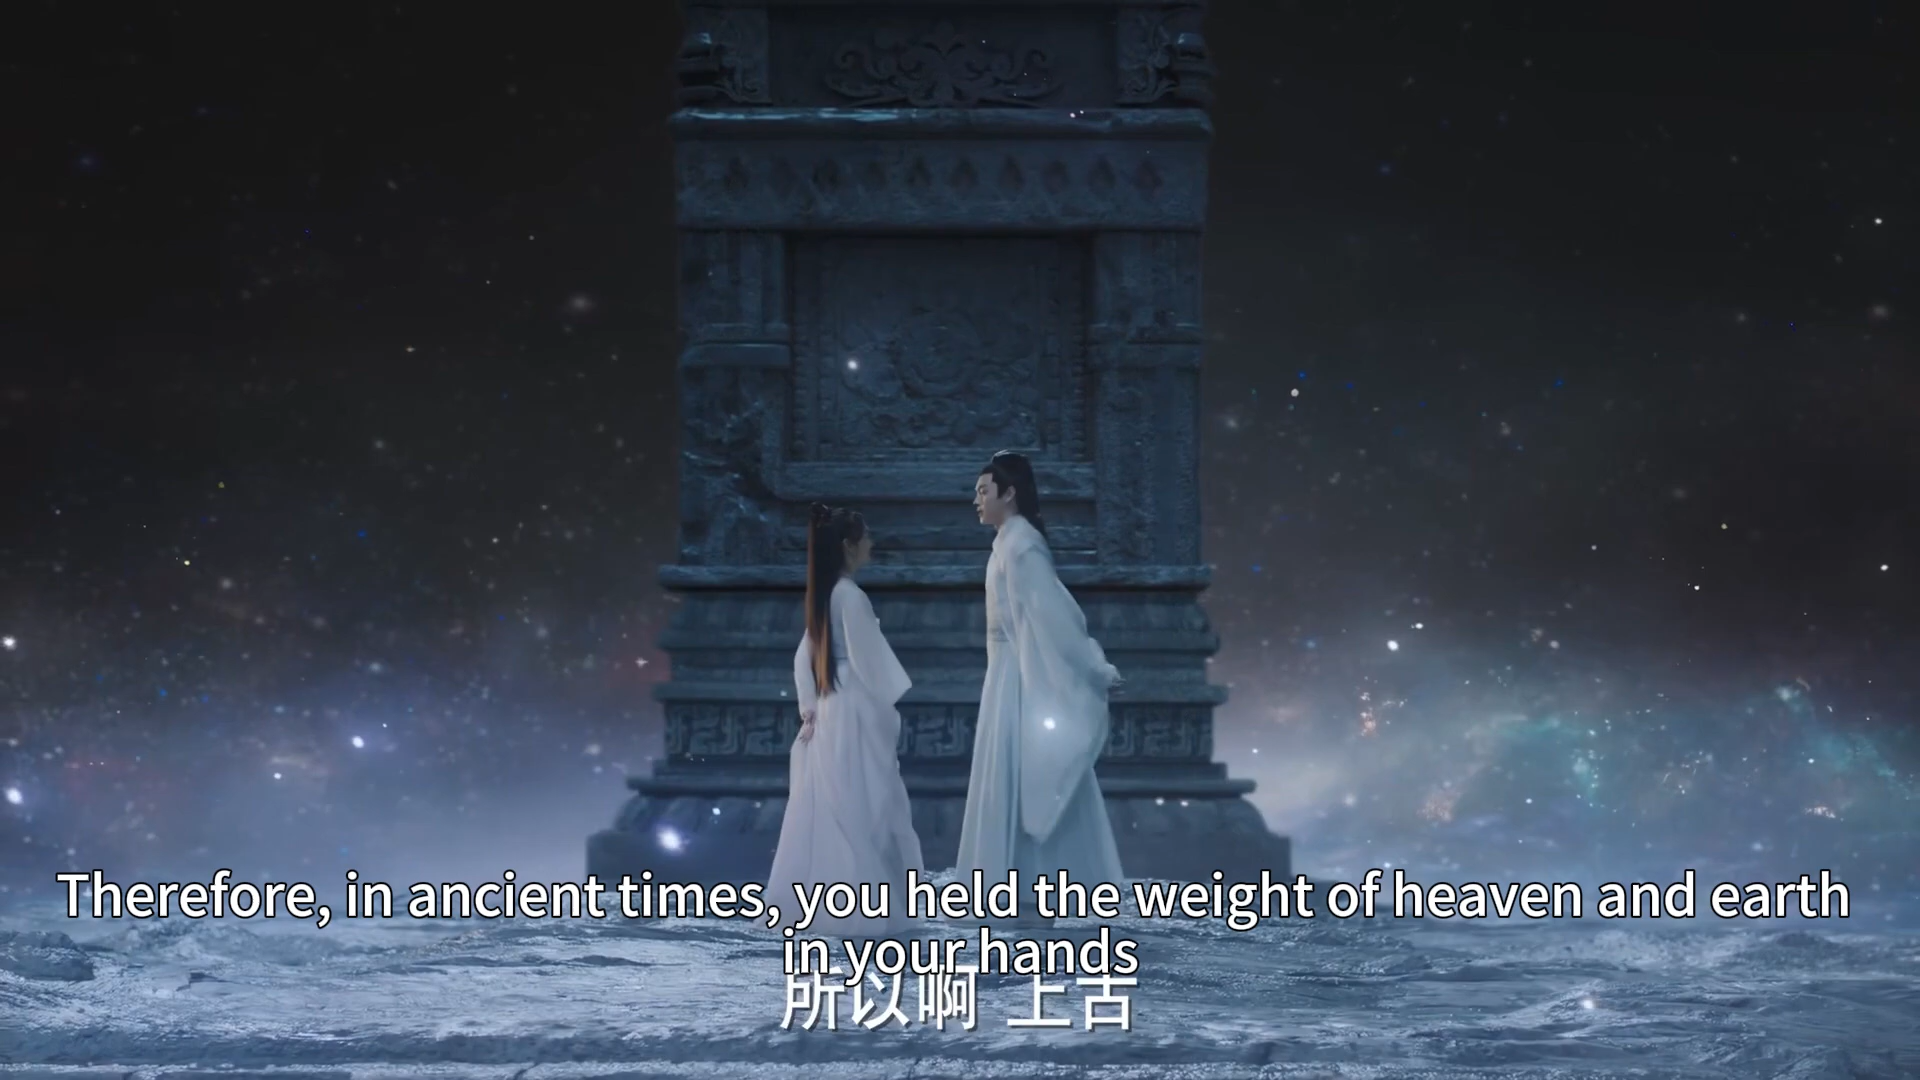 Therefore, in ancient times, you held the weight of heaven and earth
in your hands
所以啊 上古